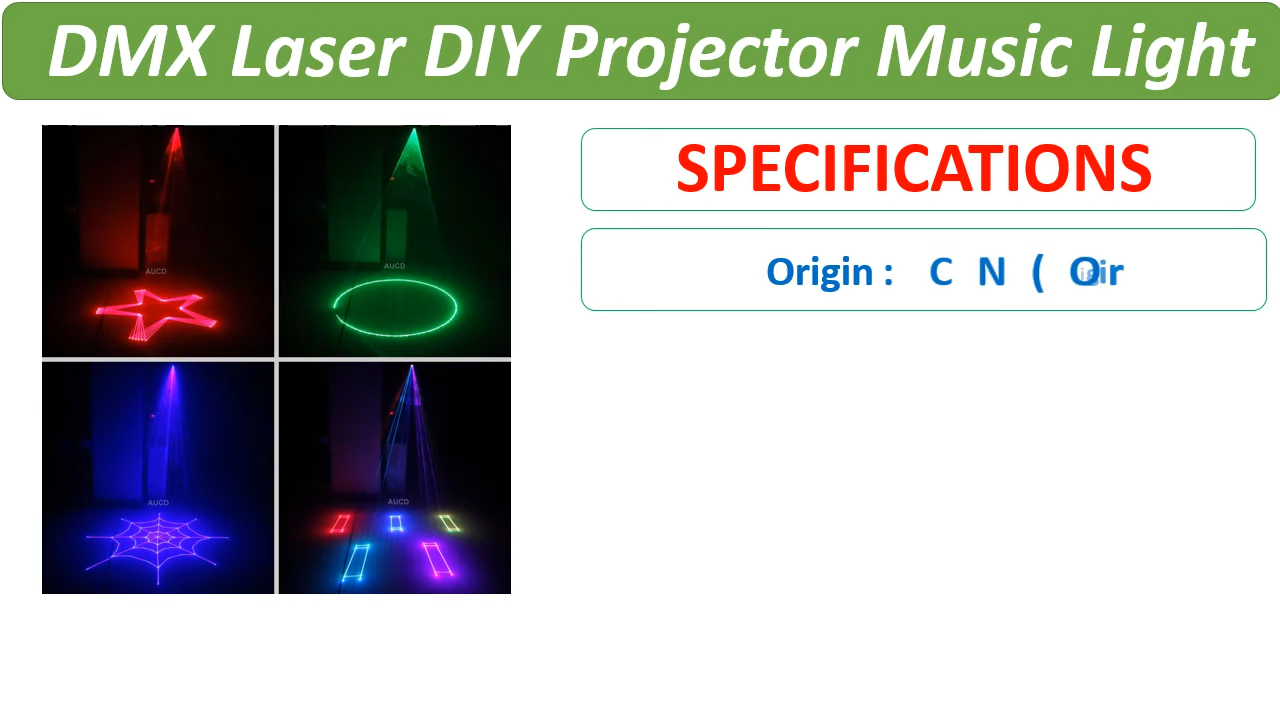 DMX Laser DIY Projector Music Light
SPECIFICATIONS
Origin : C N (
AUCD
AUCD
AUCD
AUCD